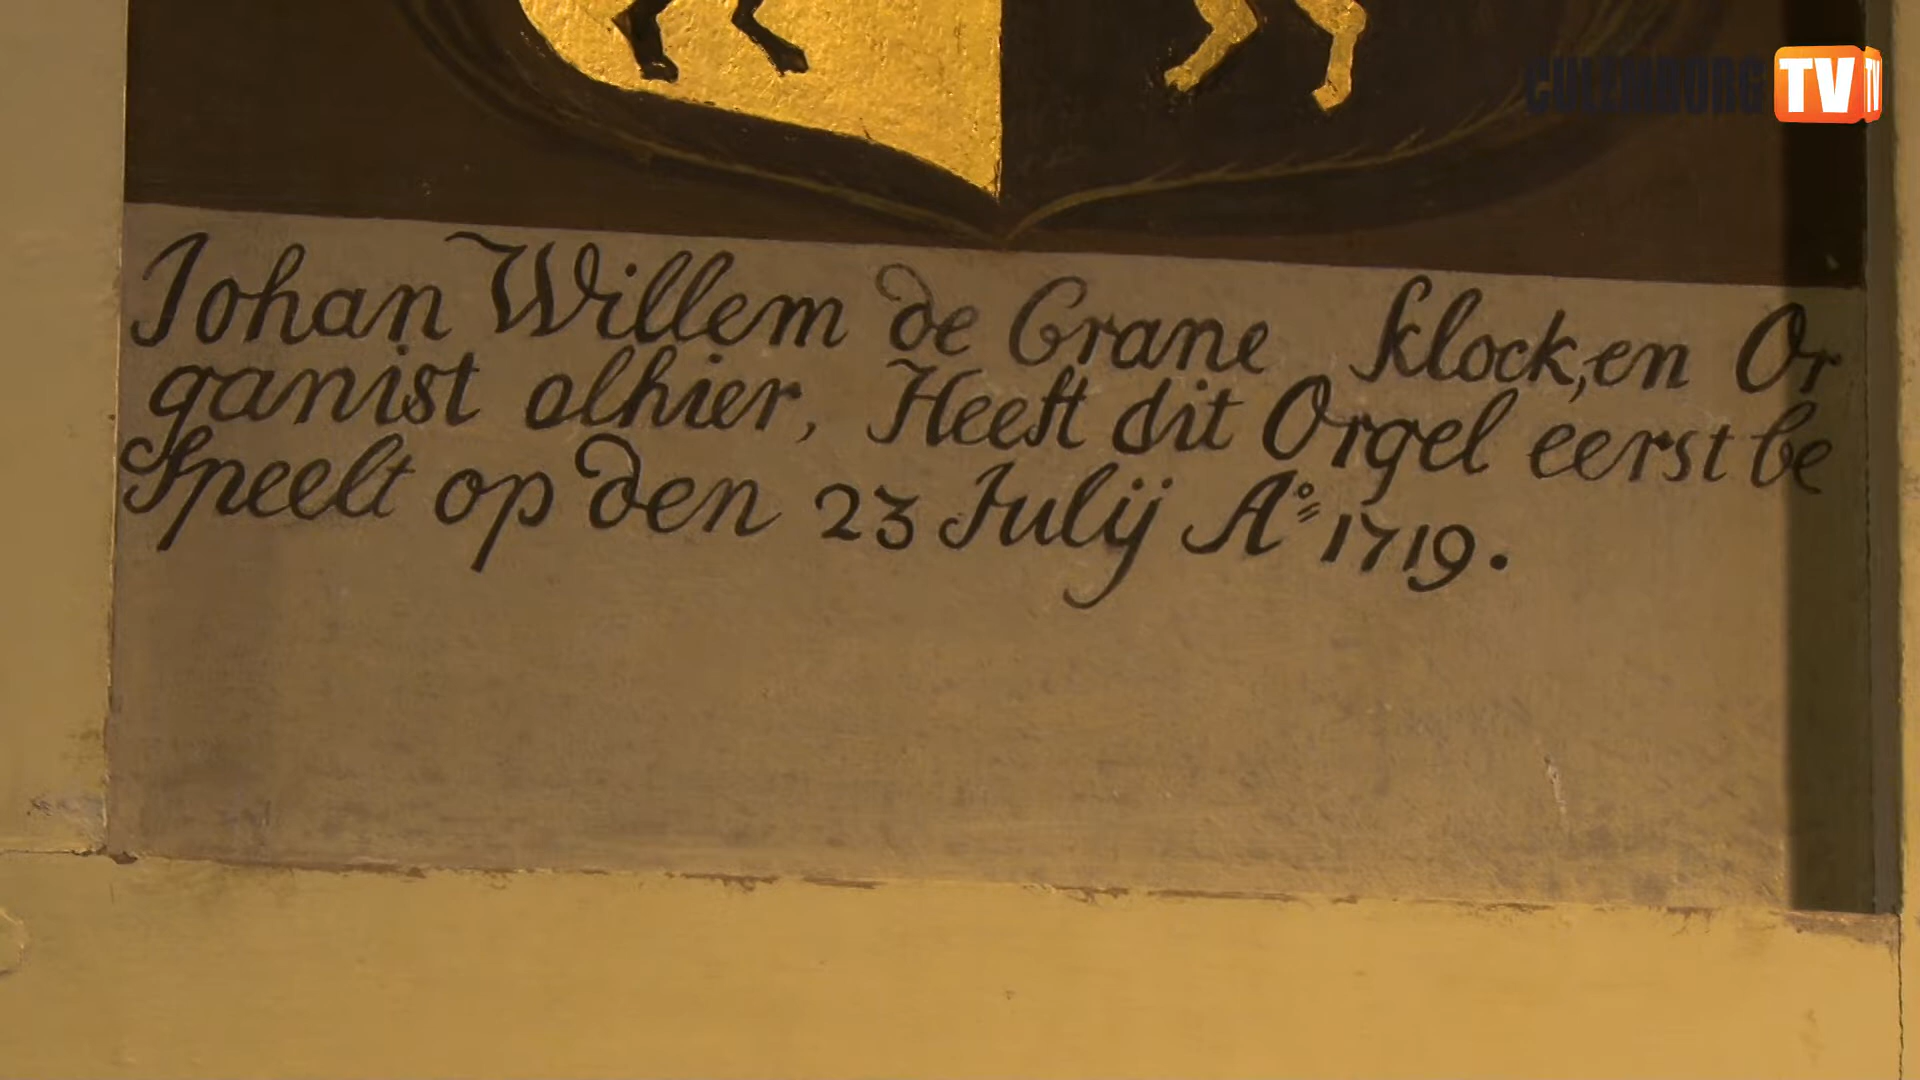 CULEMBORG TV TV
Johan Willem de Grane klock,en Or
ganist alhier, Heeft dit Orgel eerst be
Speelt op den 23 Julij A° 1719.